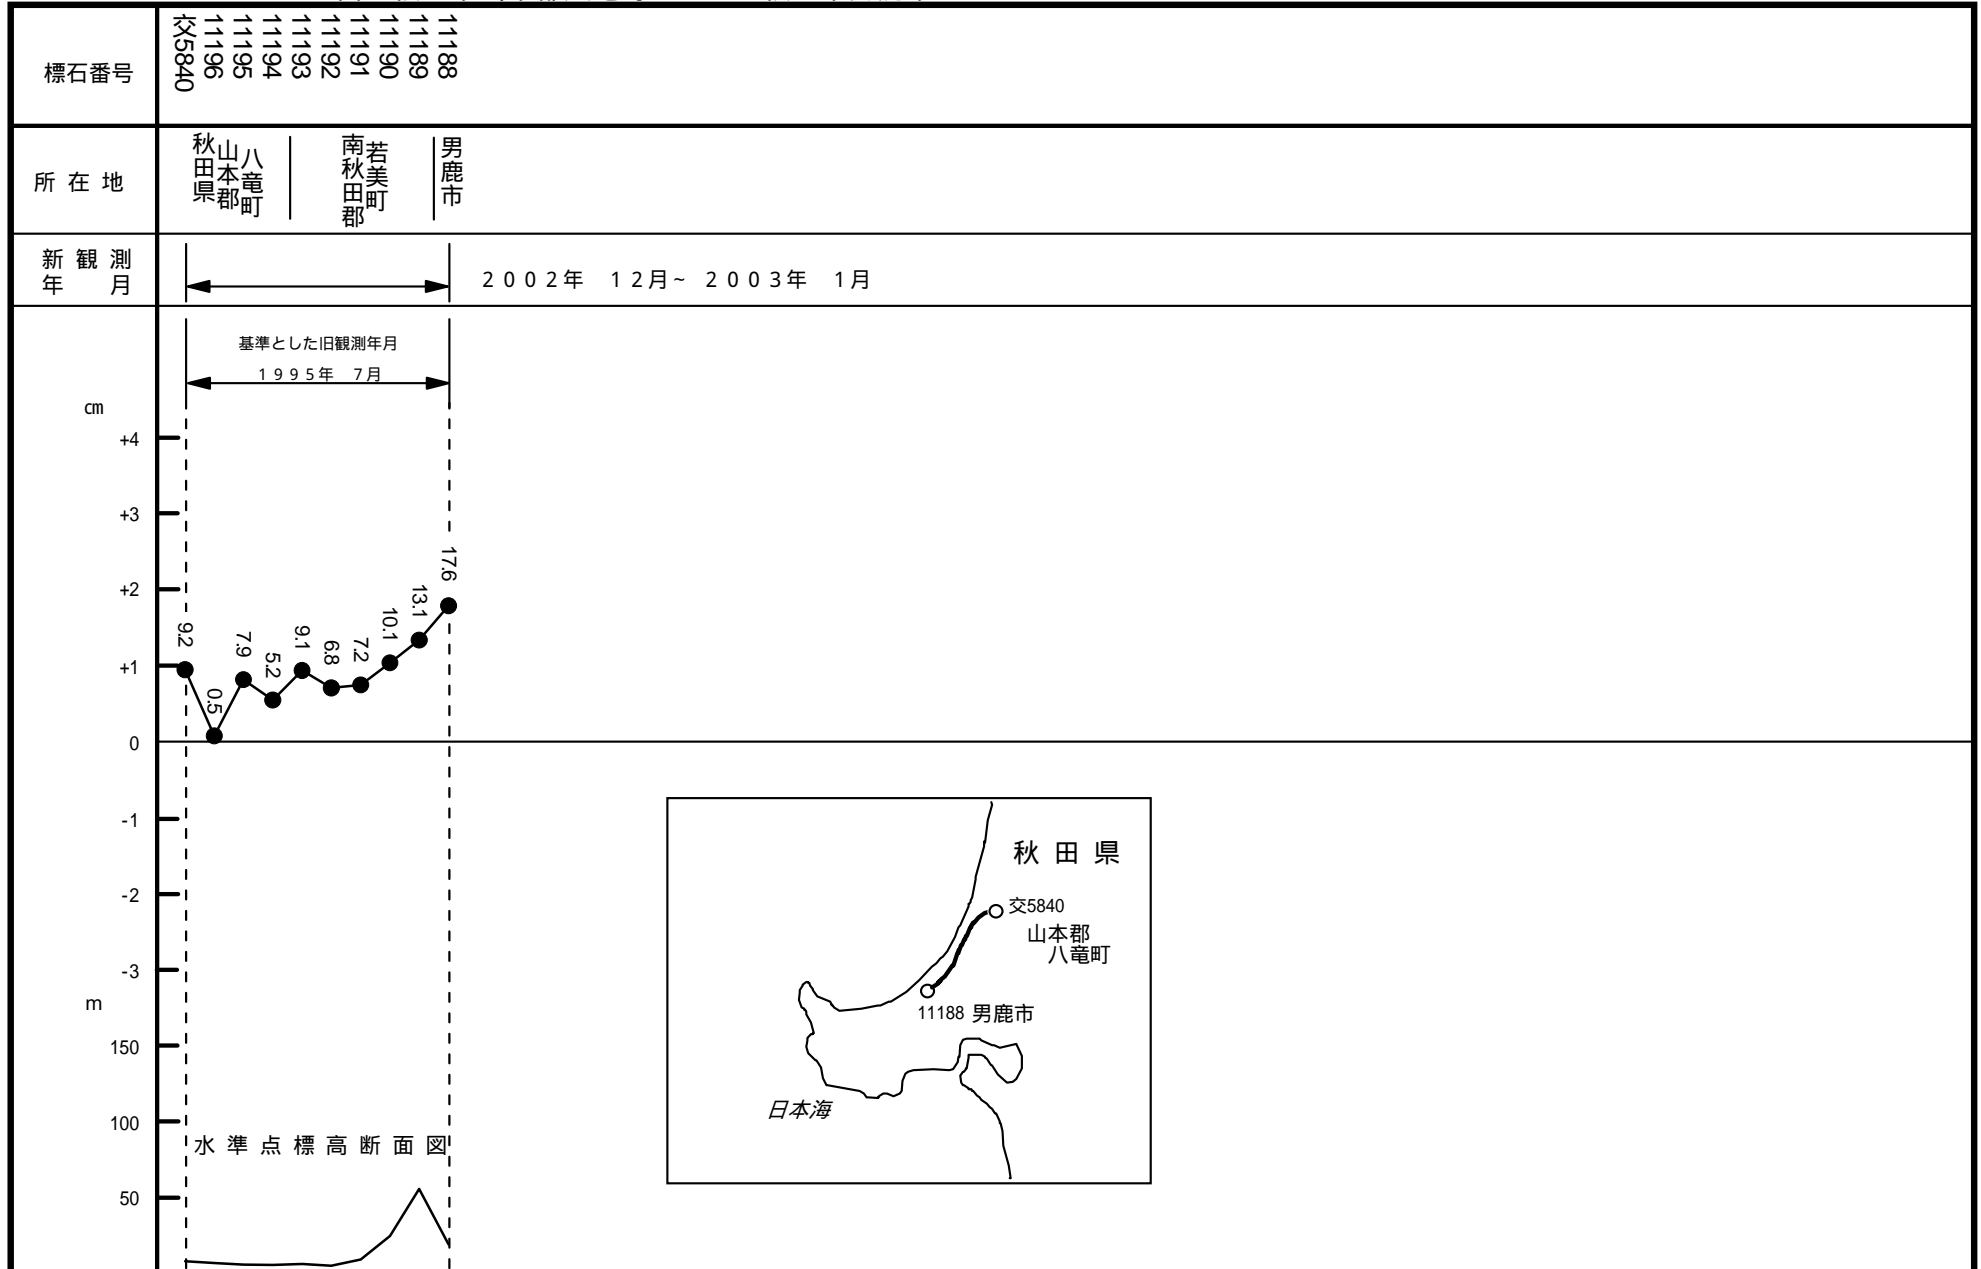 標石番号
交5840
11196
11195
11194
11193
11192
11191
11190
11189
11188
所在地
秋田県
山本郡
八竜町
南秋田郡
若美町
男鹿市
新観測
年月
2002年 12月~ 2003年 1月
基準とした旧観測年月
1995年 7月
cm
+4
+3
+2
+1
0
-1
-2
-3
9.2
0.5
7.9
5.2
9.1
6.8
7.2
10.1
13.1
17.6
m
150
100
50
水準点標高断面図
秋田県
交5840
山本郡
八竜町
11188 男鹿市
日本海